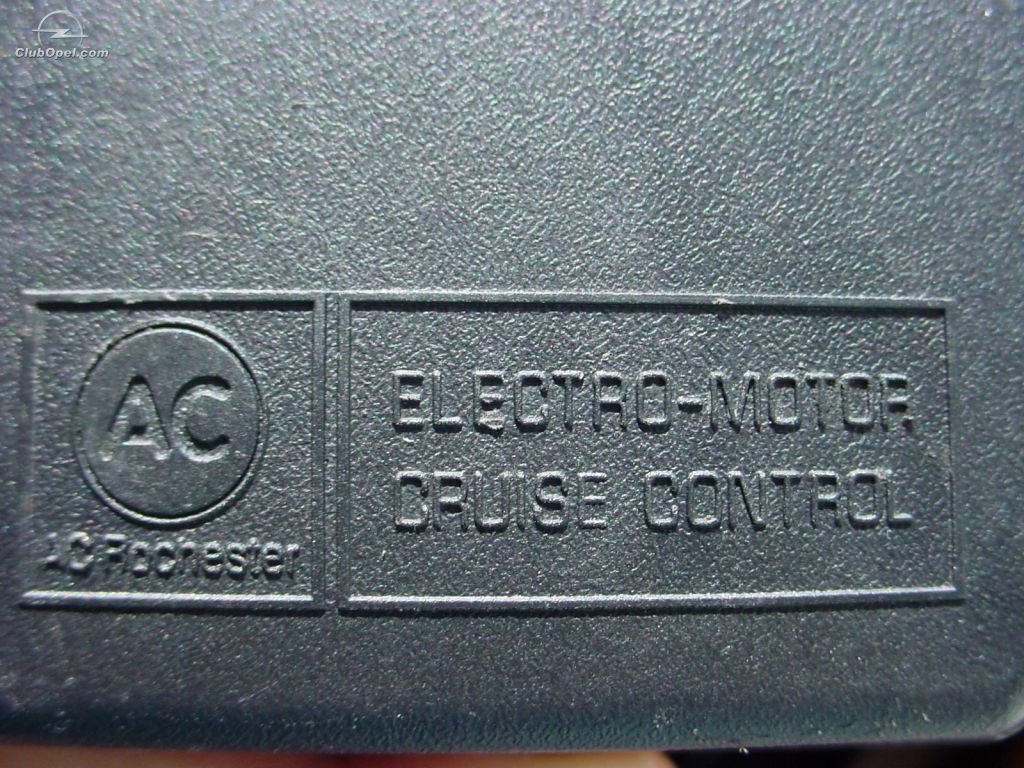 ClubOpel.com
AC
AC Rochester
ELECTRO-MOTOR
CRUISE CONTROL